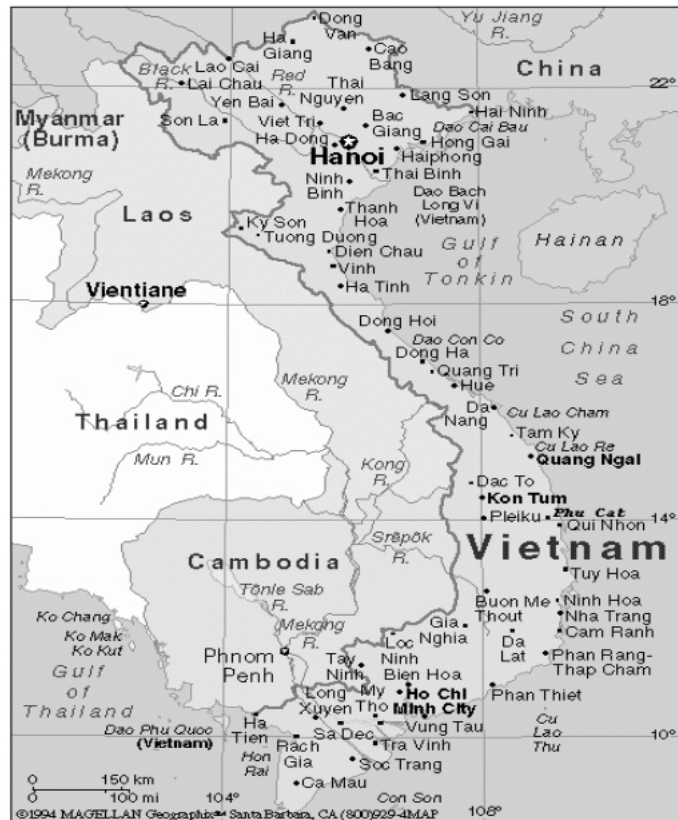 Dong
Van
Yu Jiang
R.
Ha
Giang
Cao
Bang
China
Lao Cai
Black
R.
Lai Chau
Red
R.
Thai
Nguyen
22°
Lang Son
Yen Bai
Hai Ninh
Myanmar
(Burma)
Son La
Viet Tri
Bac
Giang
Dao Cai Bau
Ha Dong
Hong Gai
Hanoi
Haiphong
Thai Binh
Mekong
R.
Ninh
Binh
Dao Bach
Long Vi
(Vietnam)
Laos
Thanh
Hoa
Ky Son
Tuong Duong
Gulf
of
Tonkin
Hainan
Dien Chau
Vinh
Vientiane
Ha Tinh
18°
Dong Hoi
South
China
Sea
Dao Con Co
Dong Ha
Quang Tri
Mekong
R.
Hue
Chi R.
Thailand
Da
Nang
Cu Lao Cham
Tam Ky
Mun R.
Kong
R.
Cu Lao Re
Quang Ngal
Dac To
Kon Tum
Pleiku
Phu Cat
14°
Qui Nhon
Srêpôk
R.
Vietnam
Cambodia
Tônle Sab
R.
Tuy Hoa
Buon Me
Thout
Ninh Hoa
Nha Trang
Cam Ranh
Ko Chang
Ko Mak
Ko Kut
Mekong
R.
Gia
Nghia
Da
Lat
Phnom
Penh
Loc
Ninh
Tay
Ninh
Bien Hoa
Phan Rang-
Thap Cham
Gulf
of
Thailand
Long
Xuyen
My
Tho
Ho Chi
Minh City
Phan Thiet
Dao Phu Quoc
(Vietnam)
Ha
Tien
Sa Dec
Vung Tau
Cu
Lao
Thu
10°
Hon
Rai
Rach
Gia
Tra Vinh
Soc Trang
0 150 km
0 100 mi
Ca Mau
104°
Con Son
108°
©1994 MAGELLAN Geographix℠ Santa Barbara, CA (800)929-4MAP